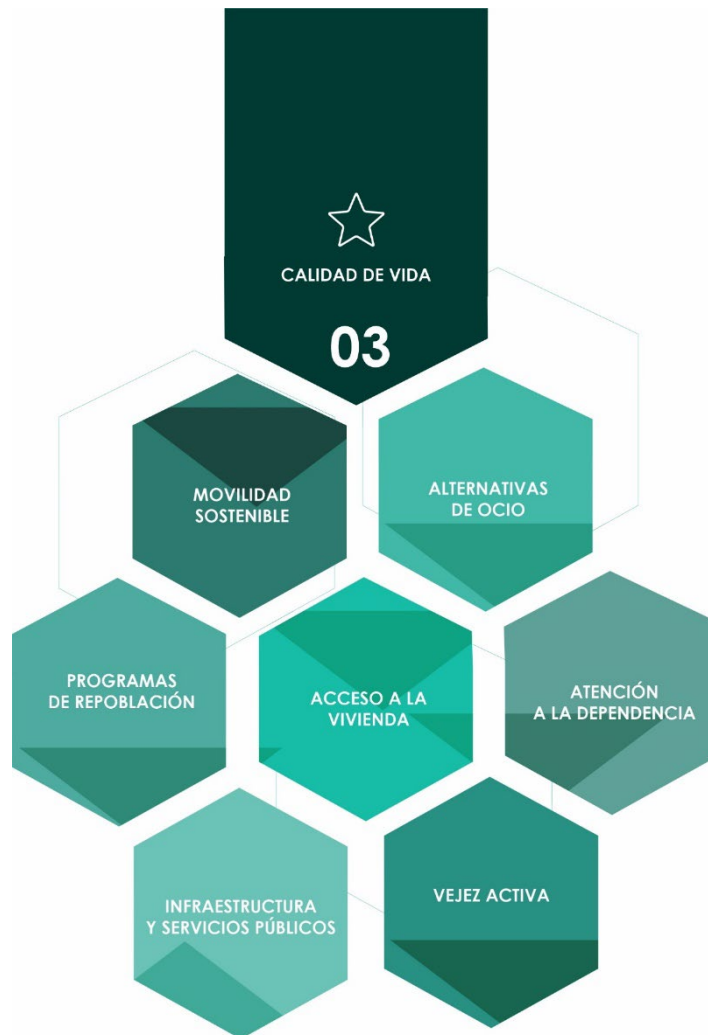 CALIDAD DE VIDA
03
MOVILIDAD
SOSTENIBLE
ALTERNATIVAS
DE OCIO
PROGRAMAS
DE REPOBLACIÓN
ACCESO A LA
VIVIENDA
ATENCIÓN
A LA DEPENDENCIA
INFRAESTRUCTURA
Y SERVICIOS PÚBLICOS
VEJEZ ACTIVA